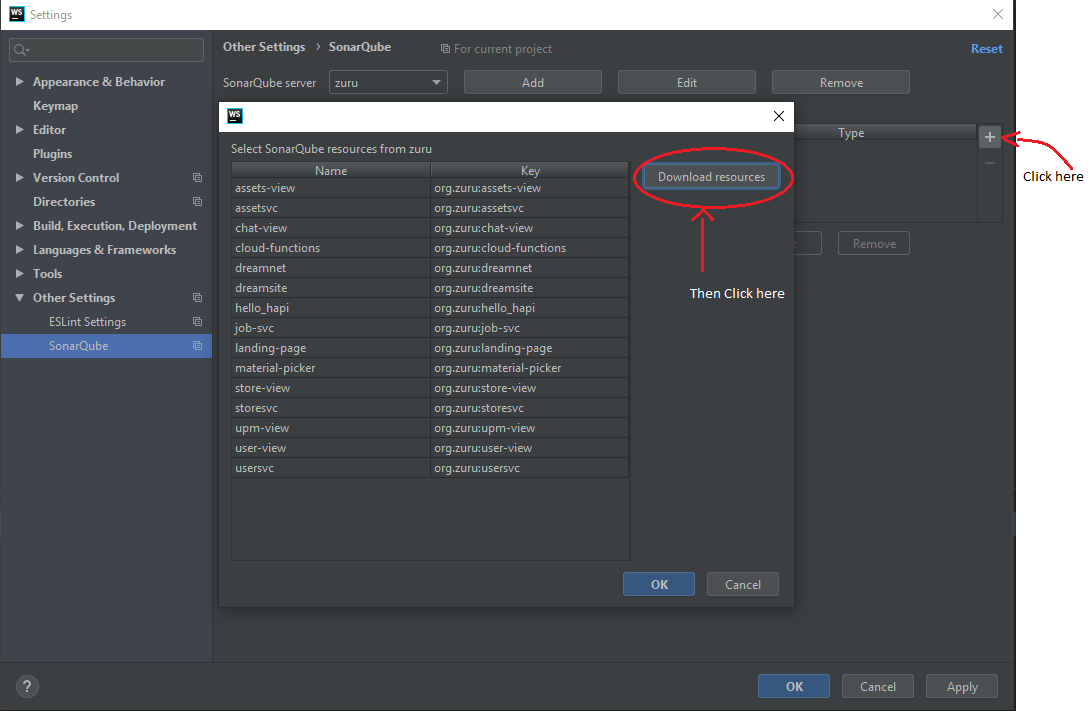 WS Settings
Other Settings › SonarQube For current project Reset
SonarQube server zuru Add Edit Remove
Appearance & Behavior
Keymap
Editor
Plugins
Version Control
Directories
Build, Execution, Deployment
Languages & Frameworks
Tools
Other Settings
ESLint Settings
SonarQube
Type
+
Click here
Remove
WS
Select SonarQube resources from zuru
Name Key
Download resources
assets-view org.zuru:assets-view
assetsvc org.zuru:assetsvc
chat-view org.zuru:chat-view
cloud-functions org.zuru:cloud-functions
dreamnet org.zuru:dreamnet
dreamsite org.zuru:dreamsite
hello_hapi org.zuru:hello_hapi
job-svc org.zuru:job-svc
landing-page org.zuru:landing-page
material-picker org.zuru:material-picker
store-view org.zuru:store-view
storesvc org.zuru:storesvc
upm-view org.zuru:upm-view
user-view org.zuru:user-view
usersvc org.zuru:usersvc
Then Click here
OK Cancel
? OK Cancel Apply